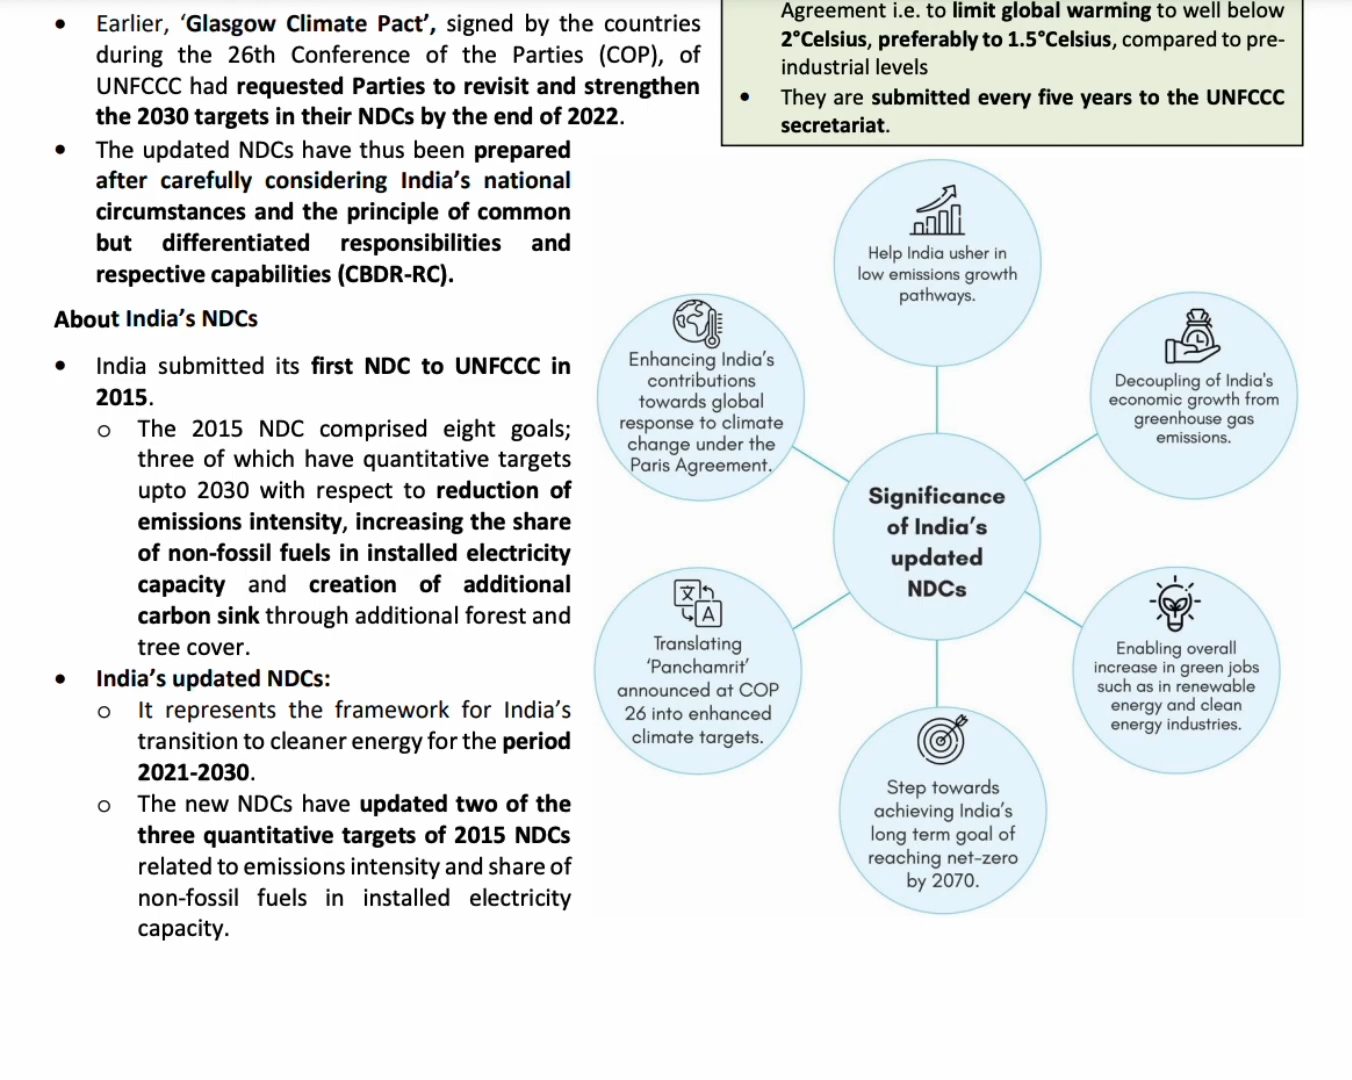 • Earlier, ‘Glasgow Climate Pact’, signed by the countries
during the 26th Conference of the Parties (COP), of
UNFCCC had requested Parties to revisit and strengthen
the 2030 targets in their NDCs by the end of 2022.
• The updated NDCs have thus been prepared
after carefully considering India’s national
circumstances and the principle of common
but differentiated responsibilities and
respective capabilities (CBDR-RC).
About India’s NDCs
• India submitted its first NDC to UNFCCC in
2015.
o The 2015 NDC comprised eight goals;
three of which have quantitative targets
upto 2030 with respect to reduction of
emissions intensity, increasing the share
of non-fossil fuels in installed electricity
capacity and creation of additional
carbon sink through additional forest and
tree cover.
• India’s updated NDCs:
o It represents the framework for India’s
transition to cleaner energy for the period
2021-2030.
o The new NDCs have updated two of the
three quantitative targets of 2015 NDCs
related to emissions intensity and share of
non-fossil fuels in installed electricity
capacity.
Agreement i.e. to limit global warming to well below
2°Celsius, preferably to 1.5°Celsius, compared to pre-
industrial levels
• They are submitted every five years to the UNFCCC
secretariat.
Significance
of India’s
updated
NDCs
Help India usher in
low emissions growth
pathways.
Decoupling of India’s
economic growth from
greenhouse gas
emissions.
Enabling overall
increase in green jobs
such as in renewable
energy and clean
energy industries.
Step towards
achieving India’s
long term goal of
reaching net-zero
by 2070.
文
A
Translating
‘Panchamrit’
announced at COP
26 into enhanced
climate targets.
Enhancing India’s
contributions
towards global
response to climate
change under the
Paris Agreement.